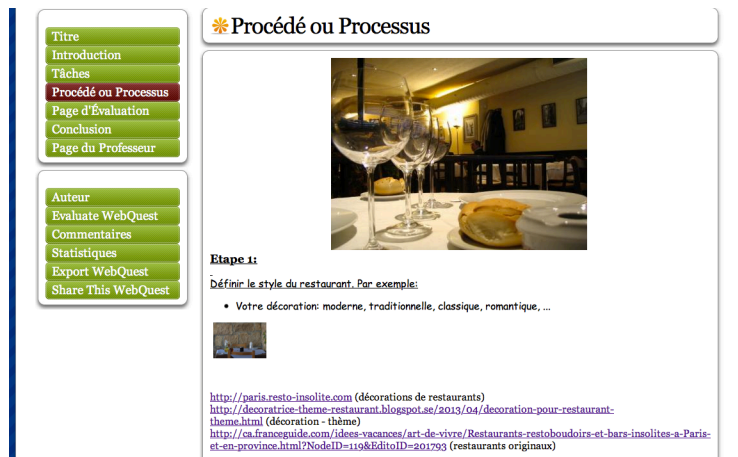 Titre
Introduction
Tâches
Procédé ou Processus
Page d'Évaluation
Conclusion
Page du Professeur
Auteur
Evaluate WebQuest
Commentaires
Statistiques
Export WebQuest
Share This WebQuest
Procédé ou Processus
Etape 1:
Définir le style du restaurant. Par exemple:
• Votre décoration: moderne, traditionnelle, classique, romantique, ...
http://paris.resto-insolite.com (décorations de restaurants)
http://decoratrice-theme-restaurant.blogspot.se/2013/04/decoration-pour-restaurant-
theme.html (décoration - thème)
http://ca.franceguide.com/idees-vacances/art-de-vivre/Restaurants-restoboudoirs-et-bars-insolites-a-Paris-
et-en-province.html?NodeID=119&EditoID=201793 (restaurants originaux)